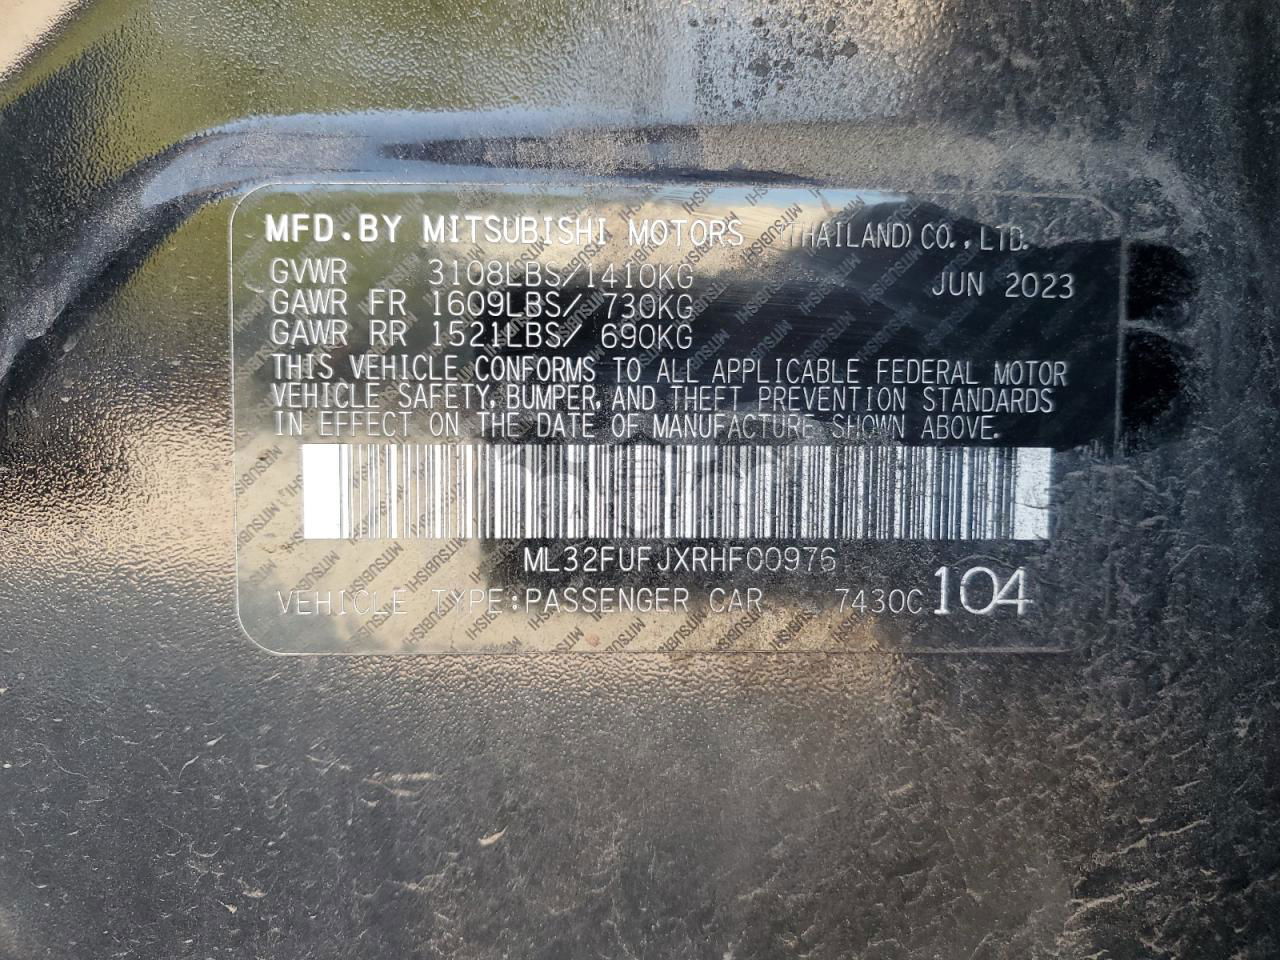 MFD.BY MITSUBISHI MOTORS (THAILAND) CO., LTD.
GVWR 3108LBS/1410KG JUN 2023
GAWR FR 1609LBS/ 730KG
GAWR RR 1521LBS/ 690KG
THIS VEHICLE CONFORMS TO ALL APPLICABLE FEDERAL MOTOR
VEHICLE SAFETY, BUMPER, AND THEFT PREVENTION STANDARDS
IN EFFECT ON THE DATE OF MANUFACTURE SHOWN ABOVE.
ML32FUFJXRHF00976
VEHICLE TYPE:PASSENGER CAR 7430C 104